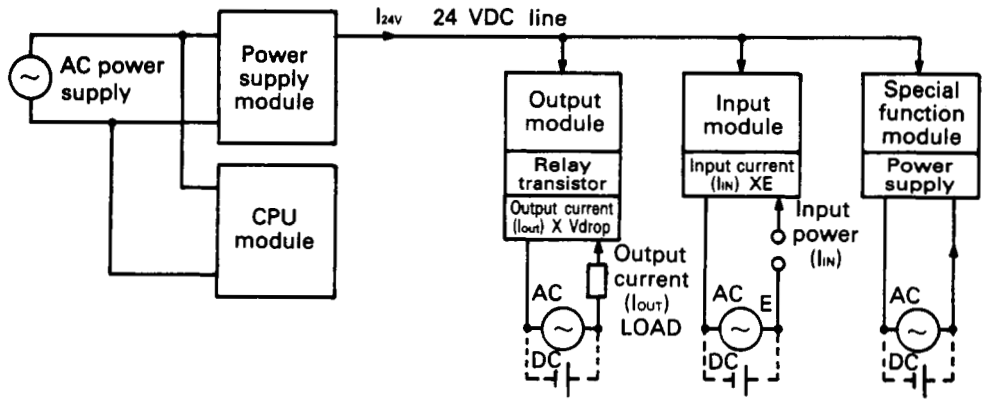 I24V 24 VDC line
AC power
supply
Power
supply
module
CPU
module
Output
module
Relay
transistor
Output current
(Iout) X Vdrop
Output
current
(IOUT)
LOAD
AC
DC
Input
module
Input current
(IIN) XE
Input
power
(IIN)
AC
E
DC
Special
function
module
Power
supply
AC
DC